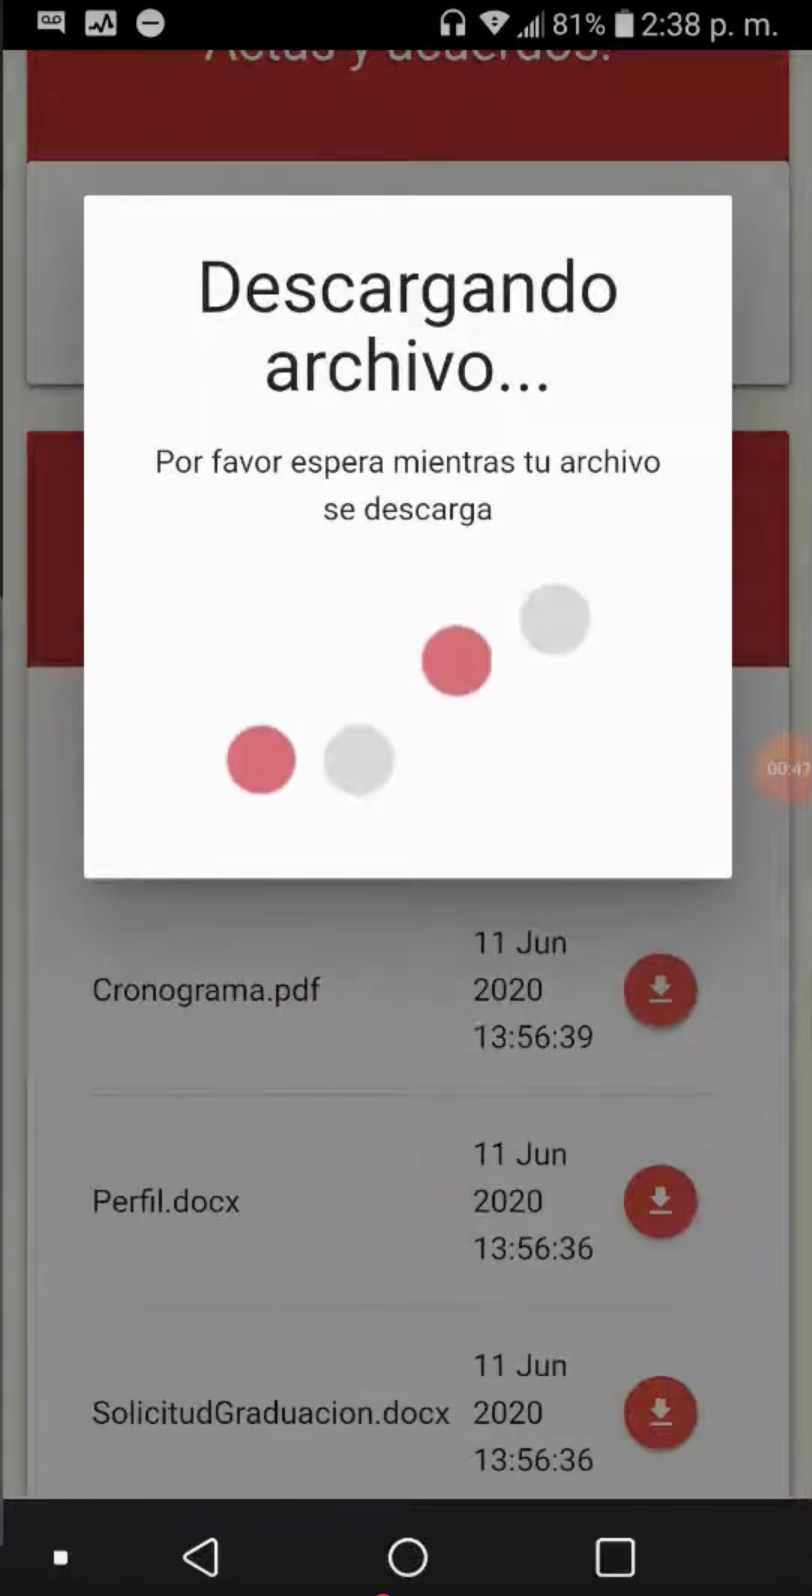 81% 2:38 p. m.
Actas y acuerdos.
Descargando
archivo...
Por favor espera mientras tu archivo
se descarga
00:47
11 Jun
Cronograma.pdf 2020
13:56:39
11 Jun
Perfil.docx 2020
13:56:36
11 Jun
SolicitudGraduacion.docx 2020
13:56:36